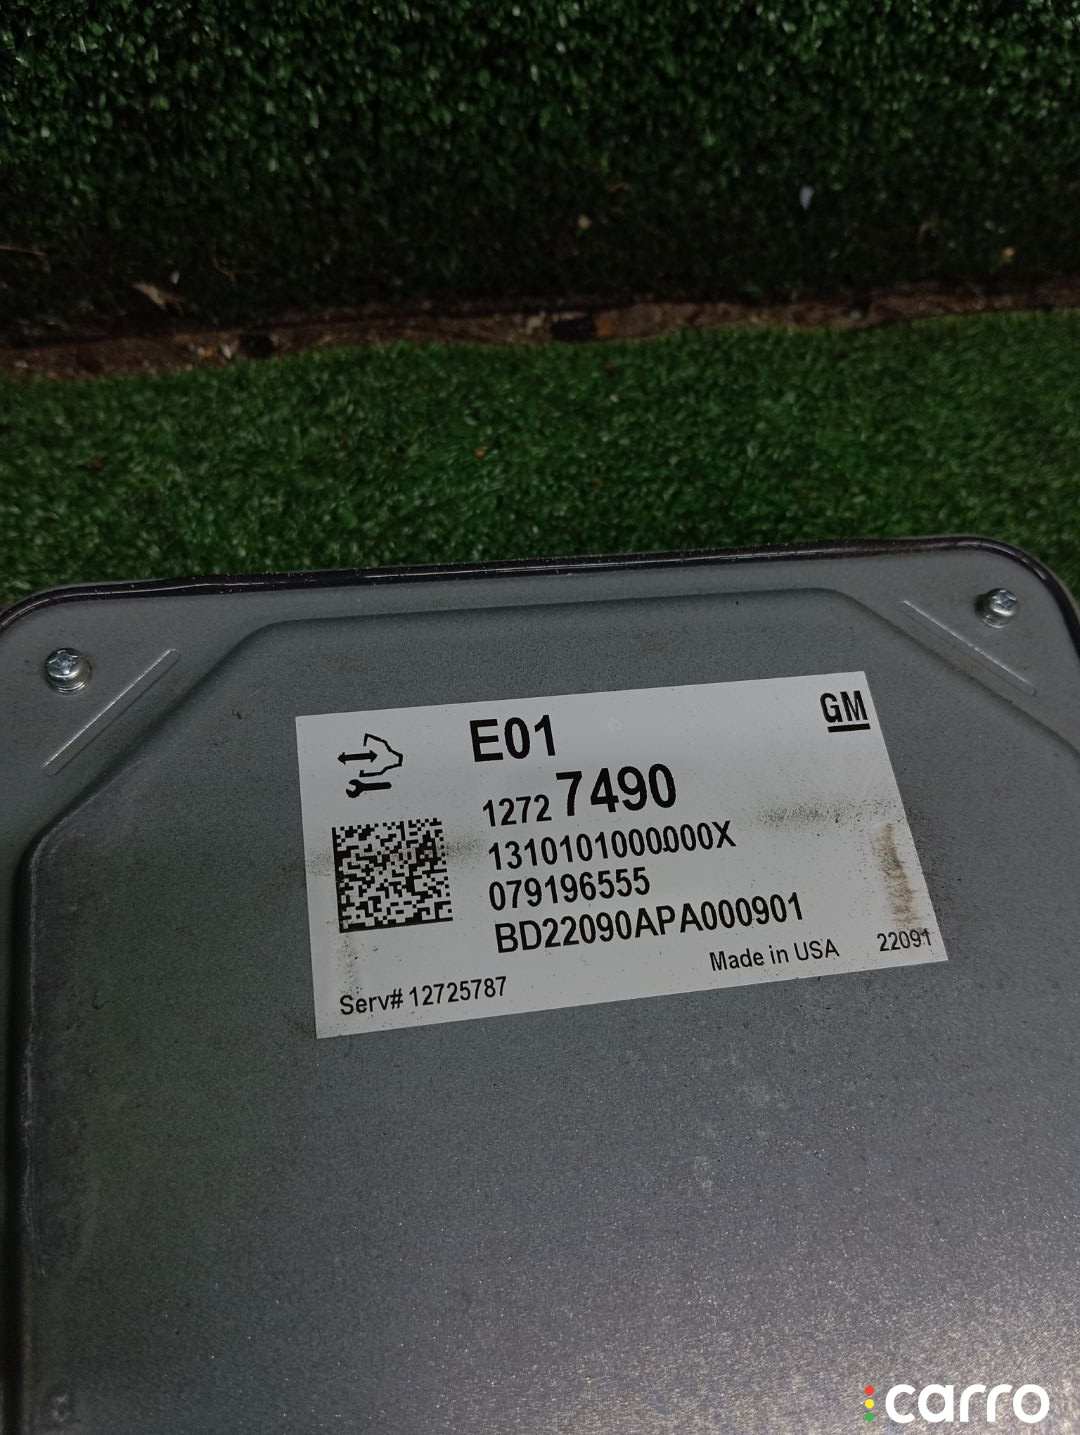 E01
GM
1272 7490
1310101000000X
079196555
BD22090APA000901
Made in USA 22091
Serv# 12725787
carro